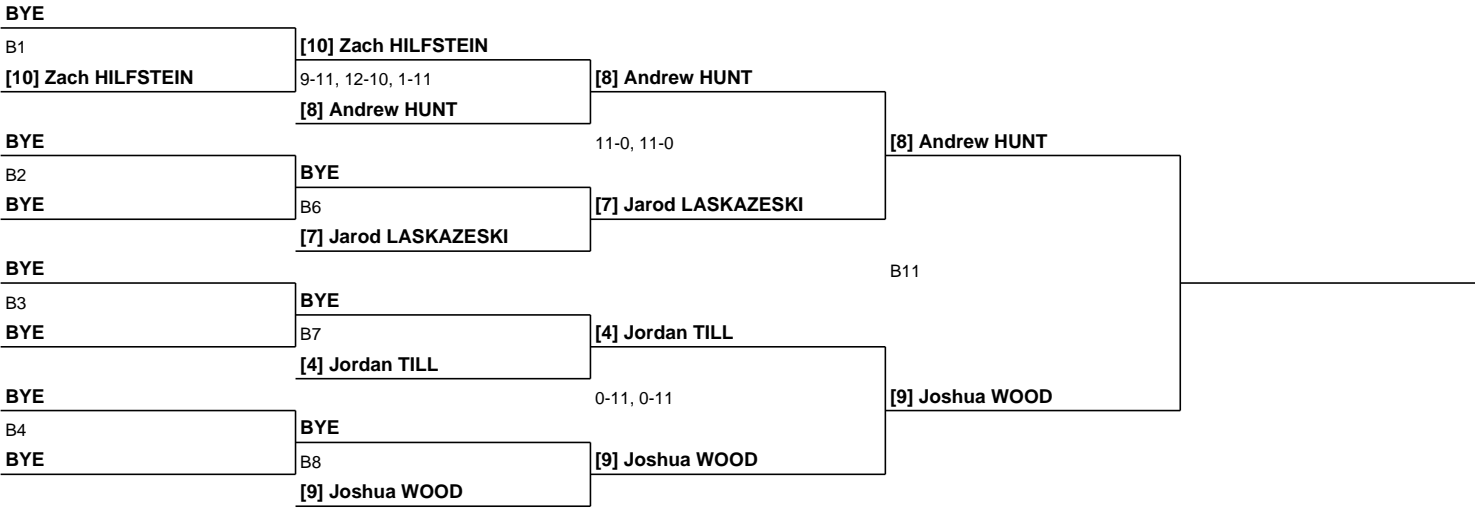 BYE
B1
[10] Zach HILFSTEIN
[10] Zach HILFSTEIN
9-11, 12-10, 1-11
[8] Andrew HUNT
[8] Andrew HUNT
BYE
11-0, 11-0
[8] Andrew HUNT
B2
BYE
BYE
B6
[7] Jarod LASKAZESKI
[7] Jarod LASKAZESKI
BYE
B11
B3
BYE
BYE
B7
[4] Jordan TILL
[4] Jordan TILL
BYE
0-11, 0-11
[9] Joshua WOOD
B4
BYE
BYE
B8
[9] Joshua WOOD
[9] Joshua WOOD